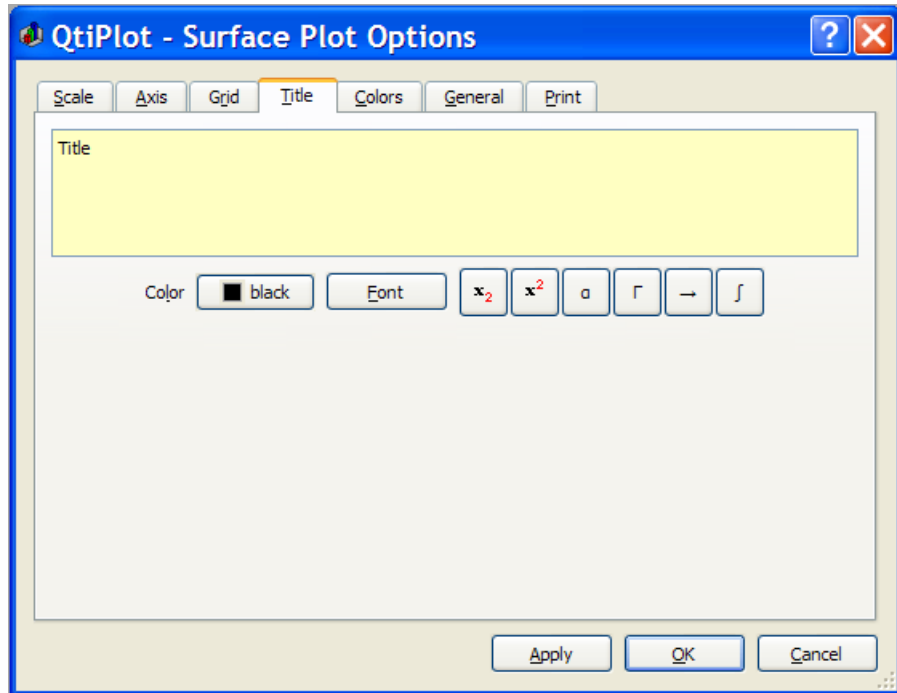 QtiPlot - Surface Plot Options
?
Scale Axis Grid Title Colors General Print
Title
Color black Font x₂ x² α Γ → ∫
Apply OK Cancel